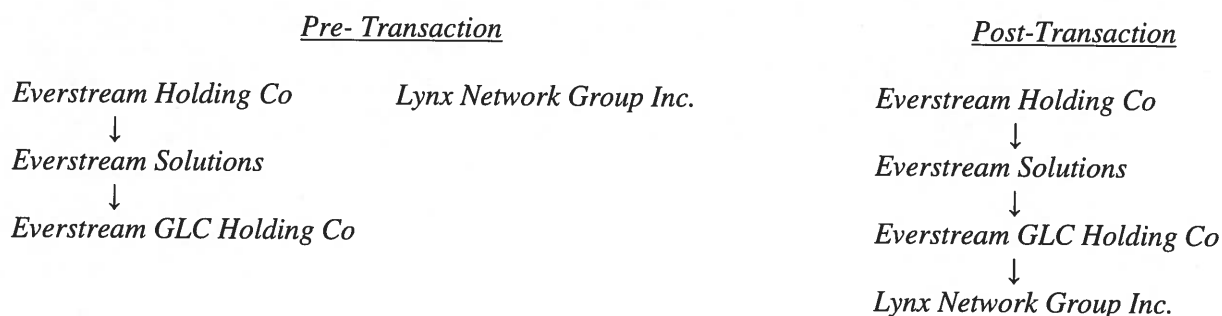 Pre- Transaction
Everstream Holding Co
Lynx Network Group Inc.
↓
Everstream Solutions
↓
Everstream GLC Holding Co
Post-Transaction
Everstream Holding Co
↓
Everstream Solutions
↓
Everstream GLC Holding Co
↓
Lynx Network Group Inc.